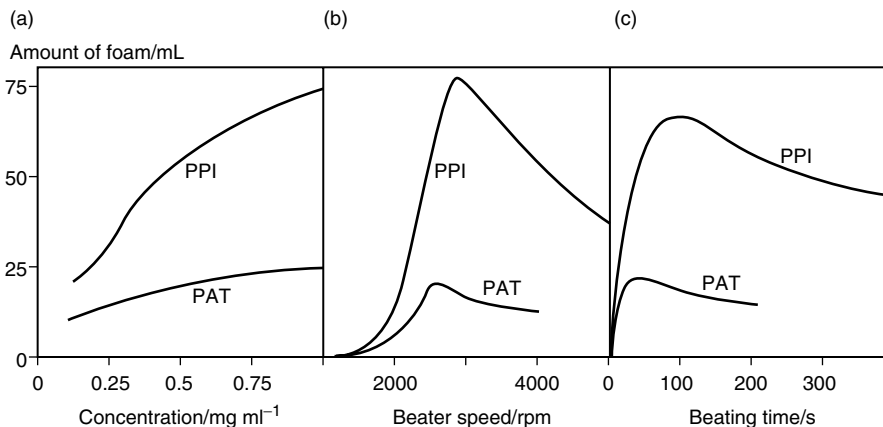 (a) (b) (c)
Amount of foam/mL
75
50
25
0
PPI
PAT
PPI
PAT
PPI
PAT
0 0.25 0.5 0.75 2000 4000 0 100 200 300
Concentration/mg ml⁻¹ Beater speed/rpm Beating time/s